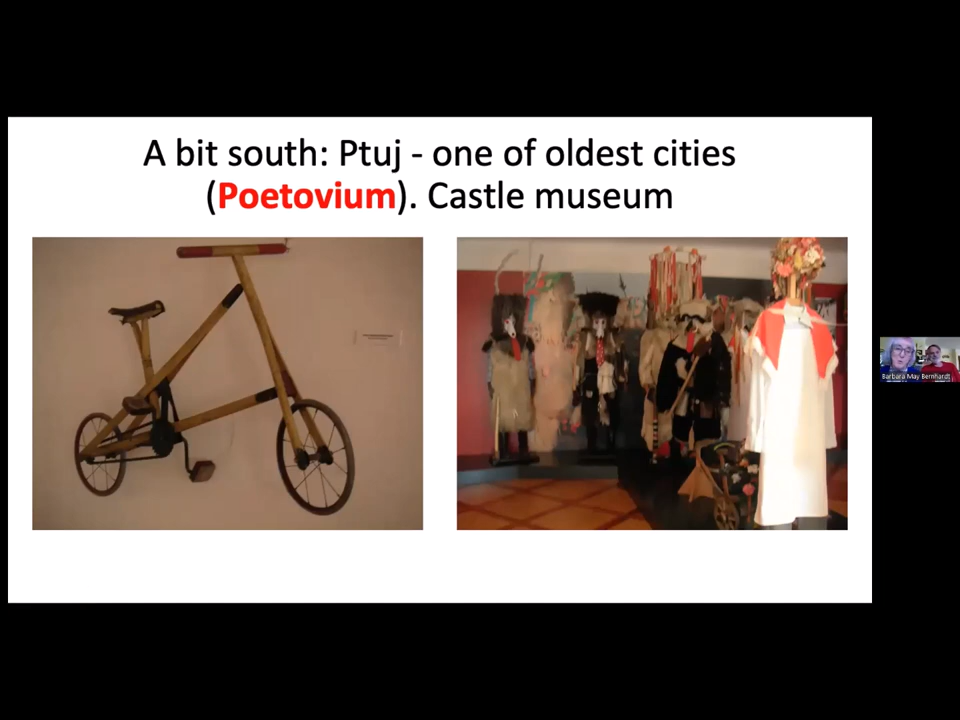 A bit south: Ptuj - one of oldest cities
(Poetovium). Castle museum
Barbara May Bernhardt